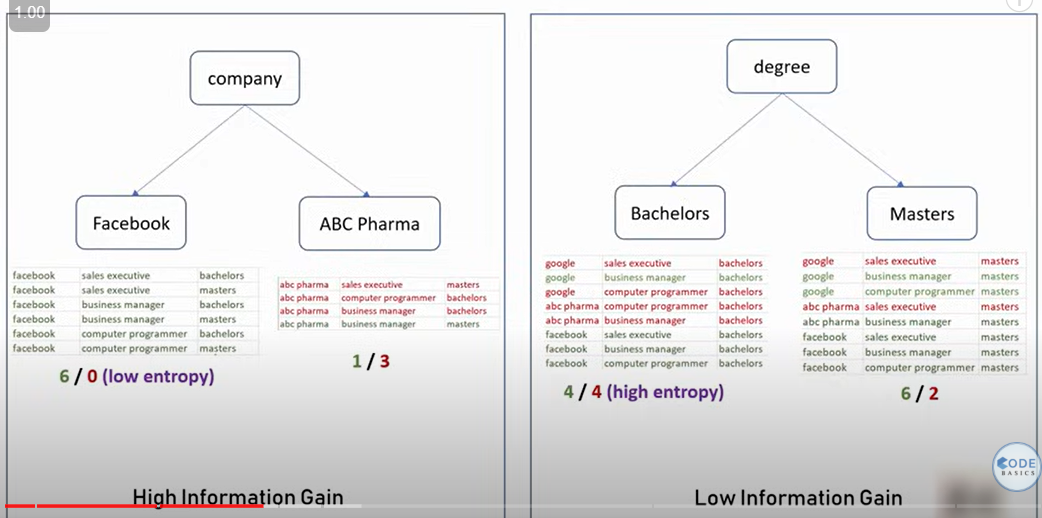 1.00
company
Facebook
ABC Pharma
facebook sales executive bachelors
facebook sales executive masters
facebook business manager bachelors
facebook business manager masters
facebook computer programmer bachelors
facebook computer programmer masters
6 / 0 (low entropy)
abc pharma sales executive masters
abc pharma computer programmer bachelors
abc pharma business manager bachelors
abc pharma business manager masters
1 / 3
High Information Gain
degree
Bachelors
Masters
google sales executive bachelors
google business manager bachelors
google computer programmer bachelors
abc pharma computer programmer bachelors
abc pharma business manager bachelors
facebook sales executive bachelors
facebook business manager bachelors
facebook computer programmer bachelors
4 / 4 (high entropy)
google sales executive masters
google business manager masters
google computer programmer masters
abc pharma sales executive masters
abc pharma business manager masters
facebook sales executive masters
facebook business manager masters
facebook computer programmer masters
6 / 2
Low Information Gain
CODE
BASICS